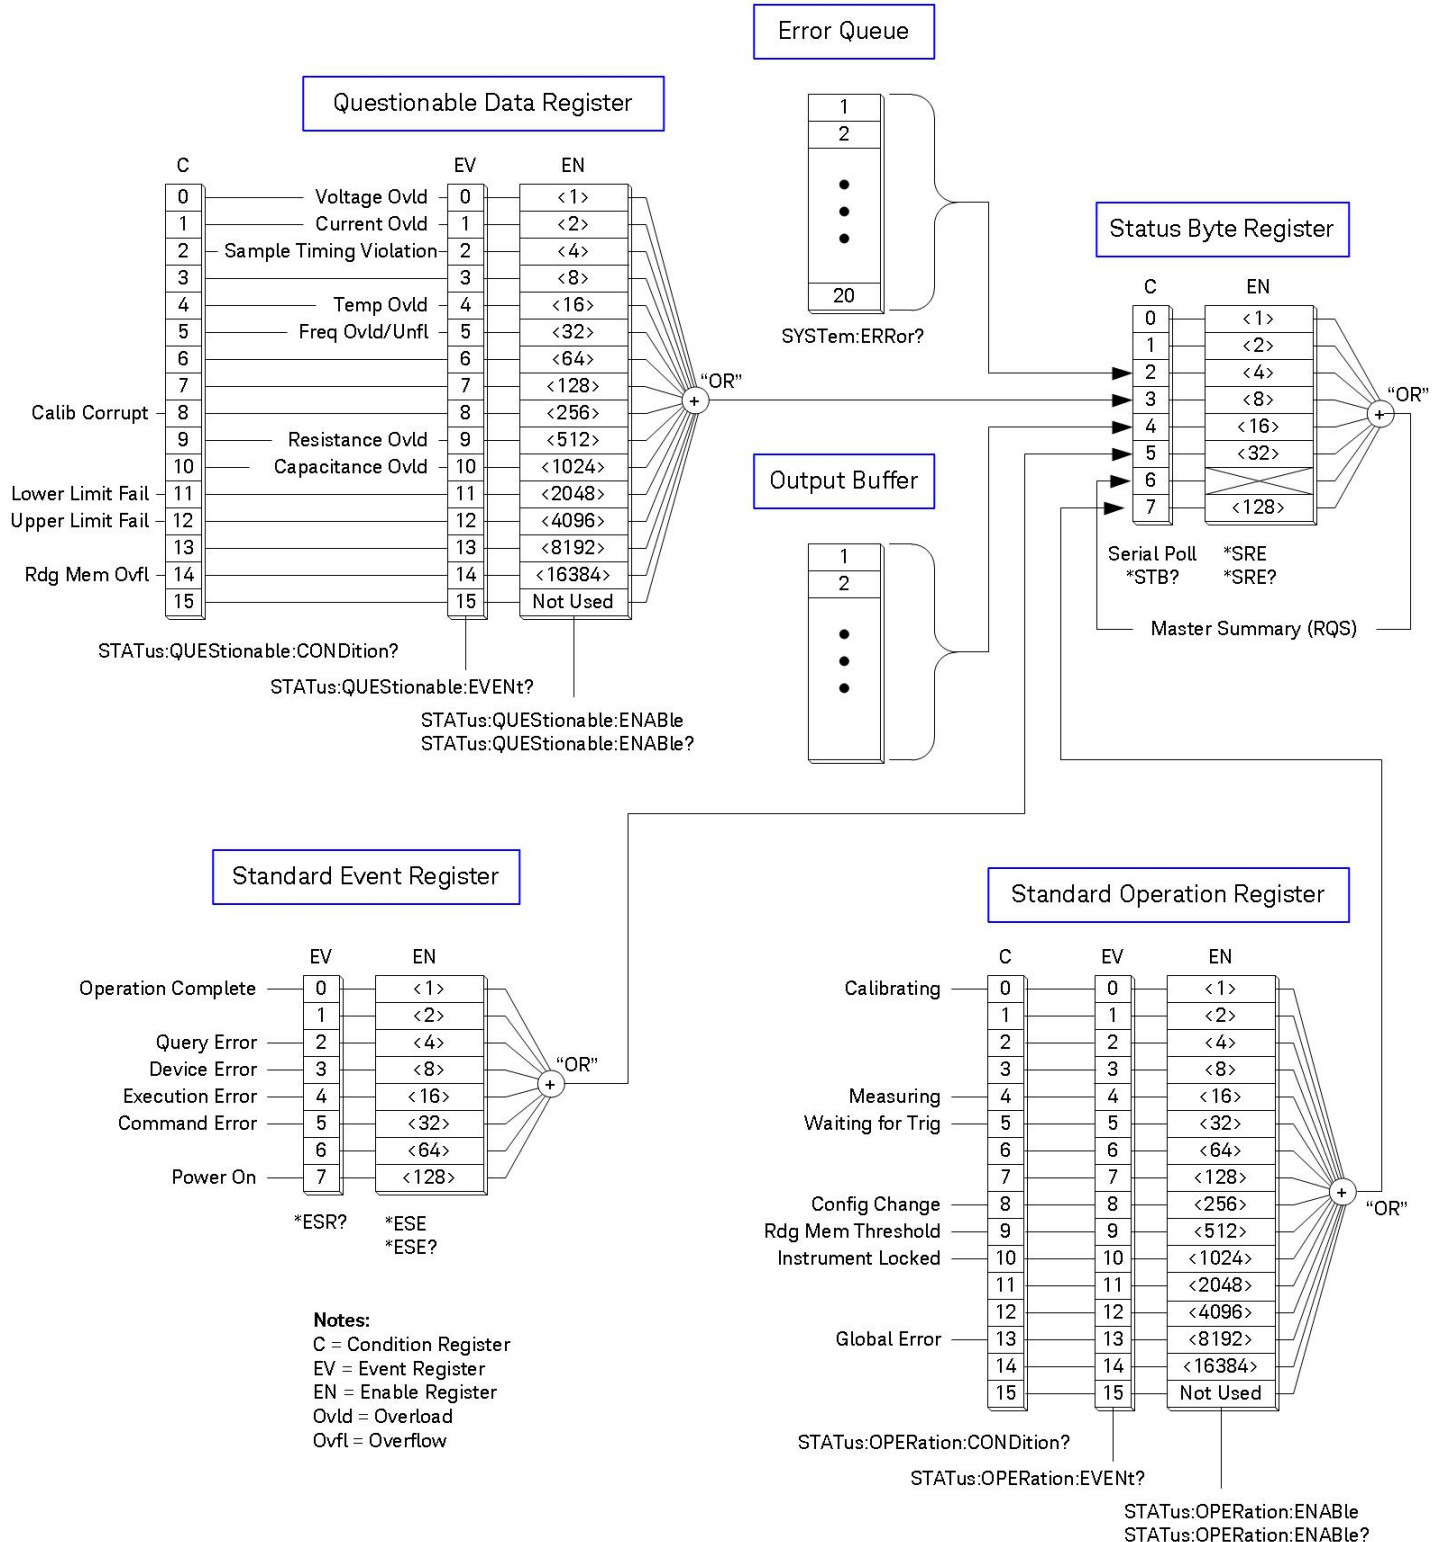 Error Queue
1
2
20
SYSTem:ERRor?
Questionable Data Register
C EV EN
0 Voltage Ovld 0 <1>
1 Current Ovld 1 <2>
2 Sample Timing Violation 2 <4>
3 3 <8>
4 Temp Ovld 4 <16>
5 Freq Ovld/Unfl 5 <32>
6 6 <64>
7 7 <128>
Calib Corrupt 8 8 <256>
9 Resistance Ovld 9 <512>
10 Capacitance Ovld 10 <1024>
Lower Limit Fail 11 11 <2048>
Upper Limit Fail 12 12 <4096>
13 13 <8192>
Rdg Mem Ovfl 14 14 <16384>
15 15 Not Used
+
“OR”
STATus:QUEStionable:CONDition?
STATus:QUEStionable:EVENt?
STATus:QUEStionable:ENABle
STATus:QUEStionable:ENABle?
Output Buffer
1
2
Status Byte Register
C EN
0 <1>
1 <2>
2 <4>
3 <8>
4 <16>
5 <32>
6
7 <128>
+
“OR”
Serial Poll *SRE
*STB? *SRE?
Master Summary (RQS)
Standard Event Register
EV EN
Operation Complete 0 <1>
1 <2>
Query Error 2 <4>
Device Error 3 <8>
Execution Error 4 <16>
Command Error 5 <32>
6 <64>
Power On 7 <128>
+
“OR”
*ESR? *ESE
*ESE?
Standard Operation Register
C EV EN
Calibrating 0 0 <1>
1 1 <2>
2 2 <4>
3 3 <8>
Measuring 4 4 <16>
Waiting for Trig 5 5 <32>
6 6 <64>
7 7 <128>
Config Change 8 8 <256>
Rdg Mem Threshold 9 9 <512>
Instrument Locked 10 10 <1024>
11 11 <2048>
12 12 <4096>
Global Error 13 13 <8192>
14 14 <16384>
15 15 Not Used
+
“OR”
STATus:OPERation:CONDition?
STATus:OPERation:EVENt?
STATus:OPERation:ENABle
STATus:OPERation:ENABle?
Notes:
C = Condition Register
EV = Event Register
EN = Enable Register
Ovld = Overload
Ovfl = Overflow